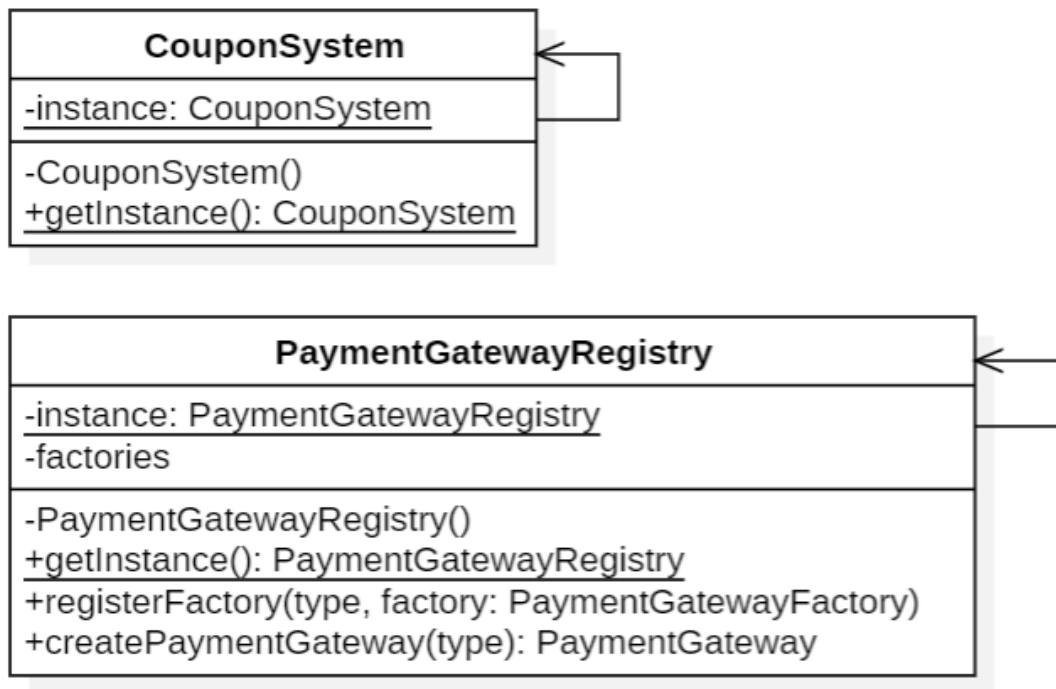 CouponSystem
-instance: CouponSystem
-CouponSystem()
+getInstance(): CouponSystem
PaymentGatewayRegistry
-instance: PaymentGatewayRegistry
-factories
-PaymentGatewayRegistry()
+getInstance(): PaymentGatewayRegistry
+registerFactory(type, factory: PaymentGatewayFactory)
+createPaymentGateway(type): PaymentGateway